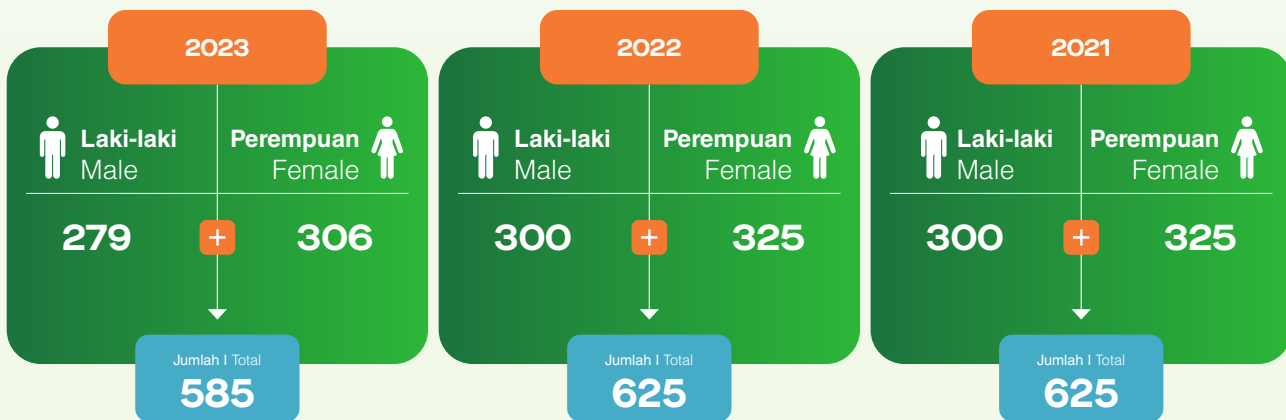 2023
Laki-laki
Male
Perempuan
Female
279
+
306
Jumlah | Total
585
2022
Laki-laki
Male
Perempuan
Female
300
+
325
Jumlah | Total
625
2021
Laki-laki
Male
Perempuan
Female
300
+
325
Jumlah | Total
625